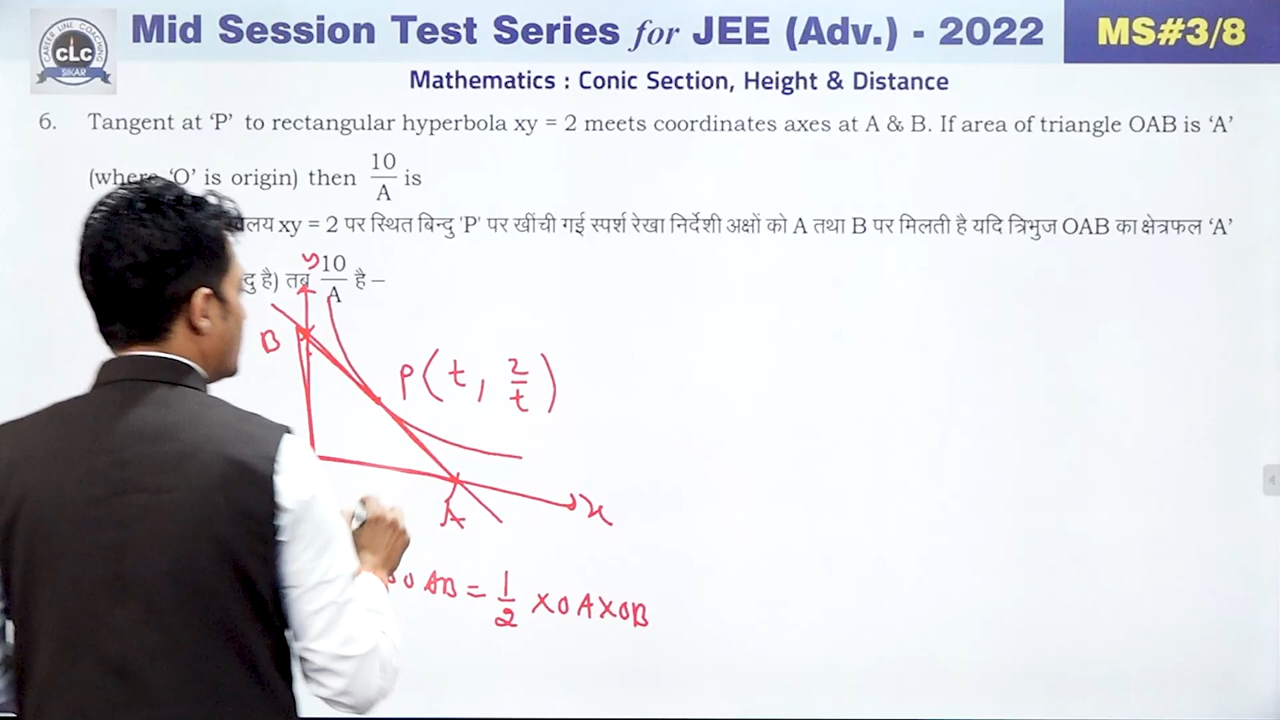 CAREER LINE COACHING
CLC
SIKAR
Mid Session Test Series for JEE (Adv.) - 2022
MS#3/8
Mathematics : Conic Section, Height & Distance
6. Tangent at 'P' to rectangular hyperbola xy = 2 meets coordinates axes at A & B. If area of triangle OAB is 'A'
(where 'O' is origin) then 10/A is
xy = 2 पर स्थित बिन्दु 'P' पर खींची गई स्पर्श रेखा निर्देशी अक्षों को A तथा B पर मिलती है यदि त्रिभुज OAB का क्षेत्रफल 'A'
है) तब 10/A है –
y
B
P(t, 2/t)
x
A
OAB = 1/2 × OA × OB